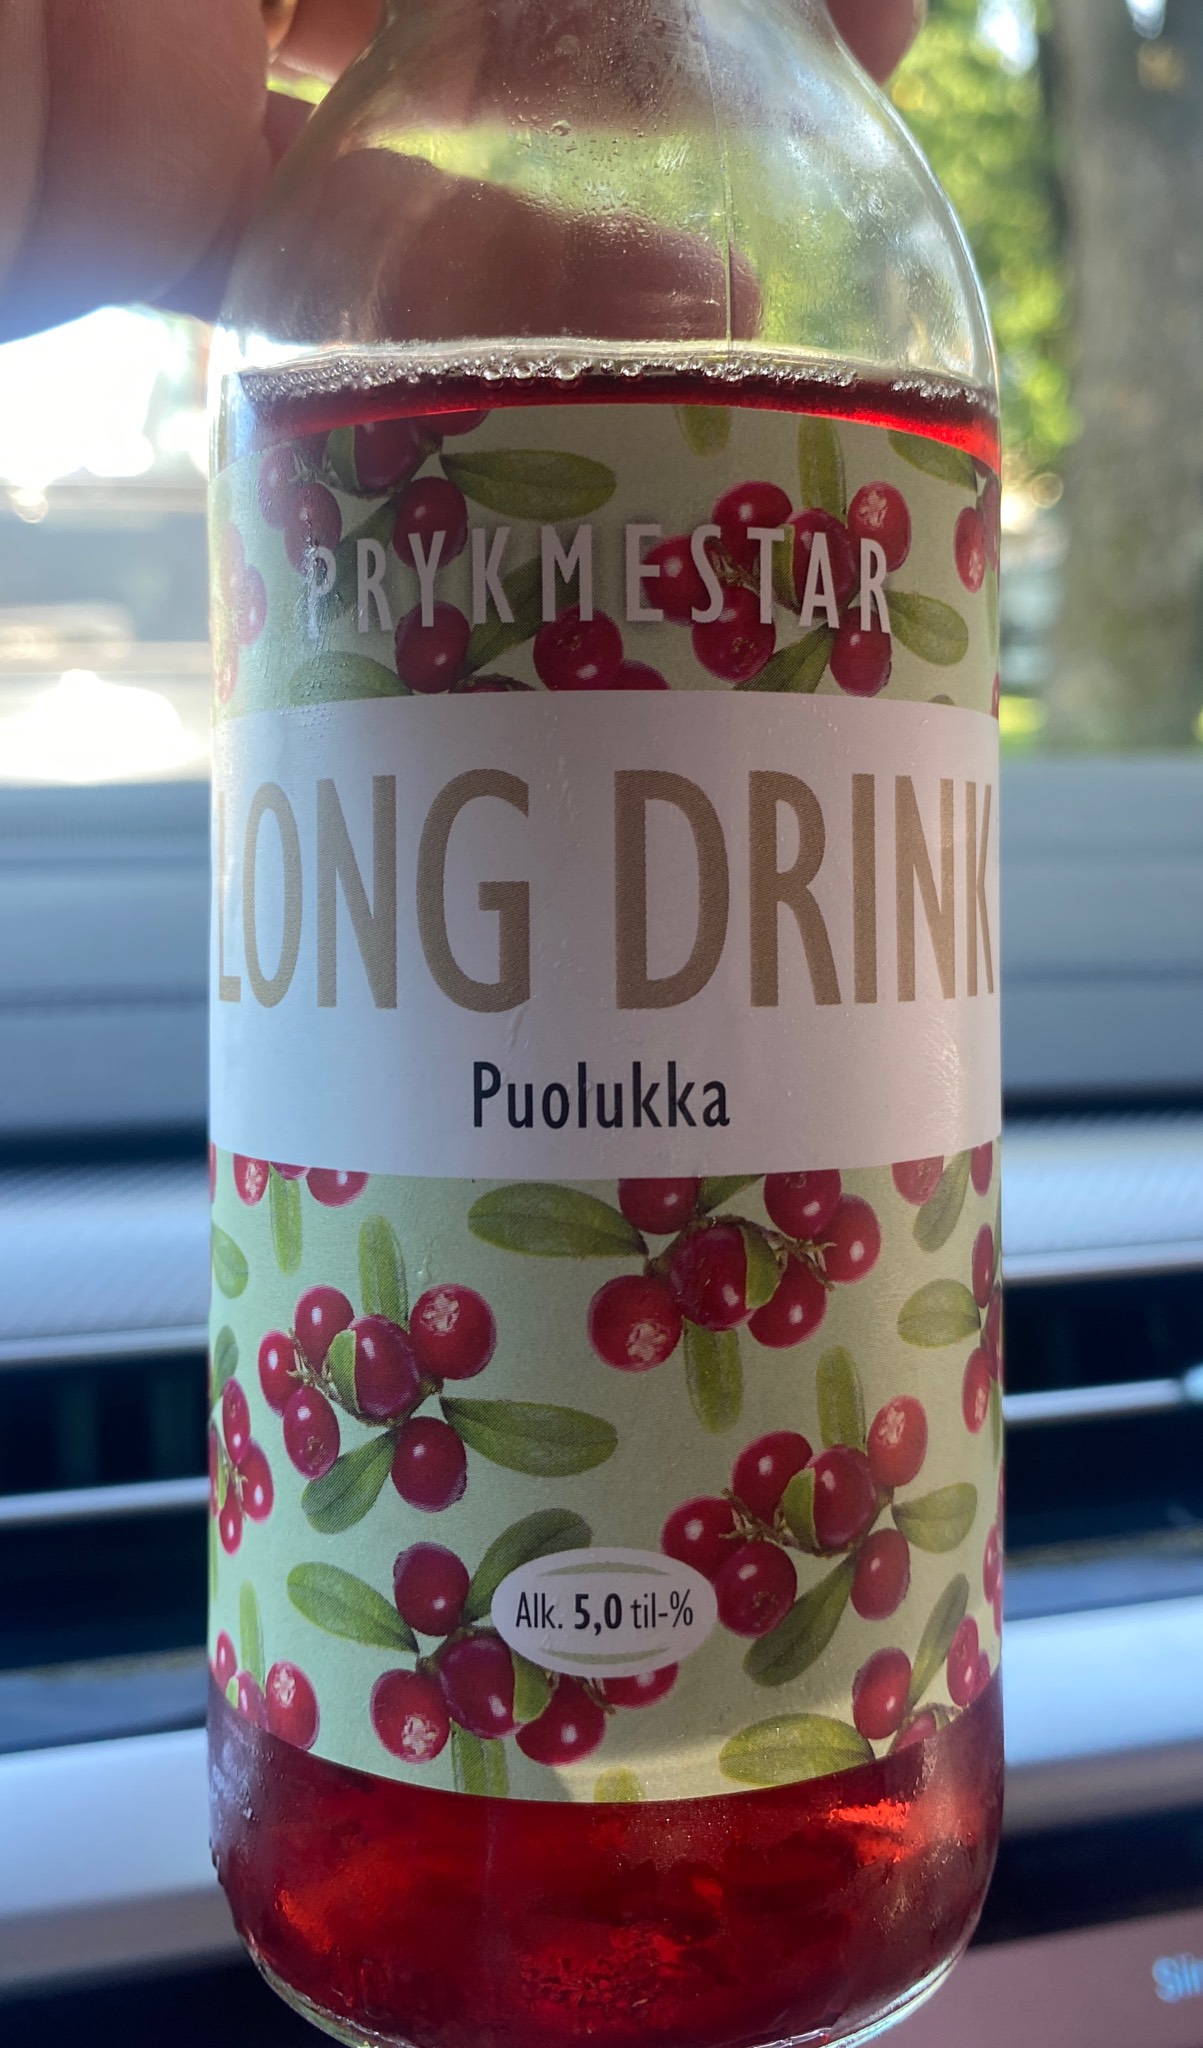 PRYKMESTAR
LONG DRINK
Puolukka
Alk. 5,0 til-%